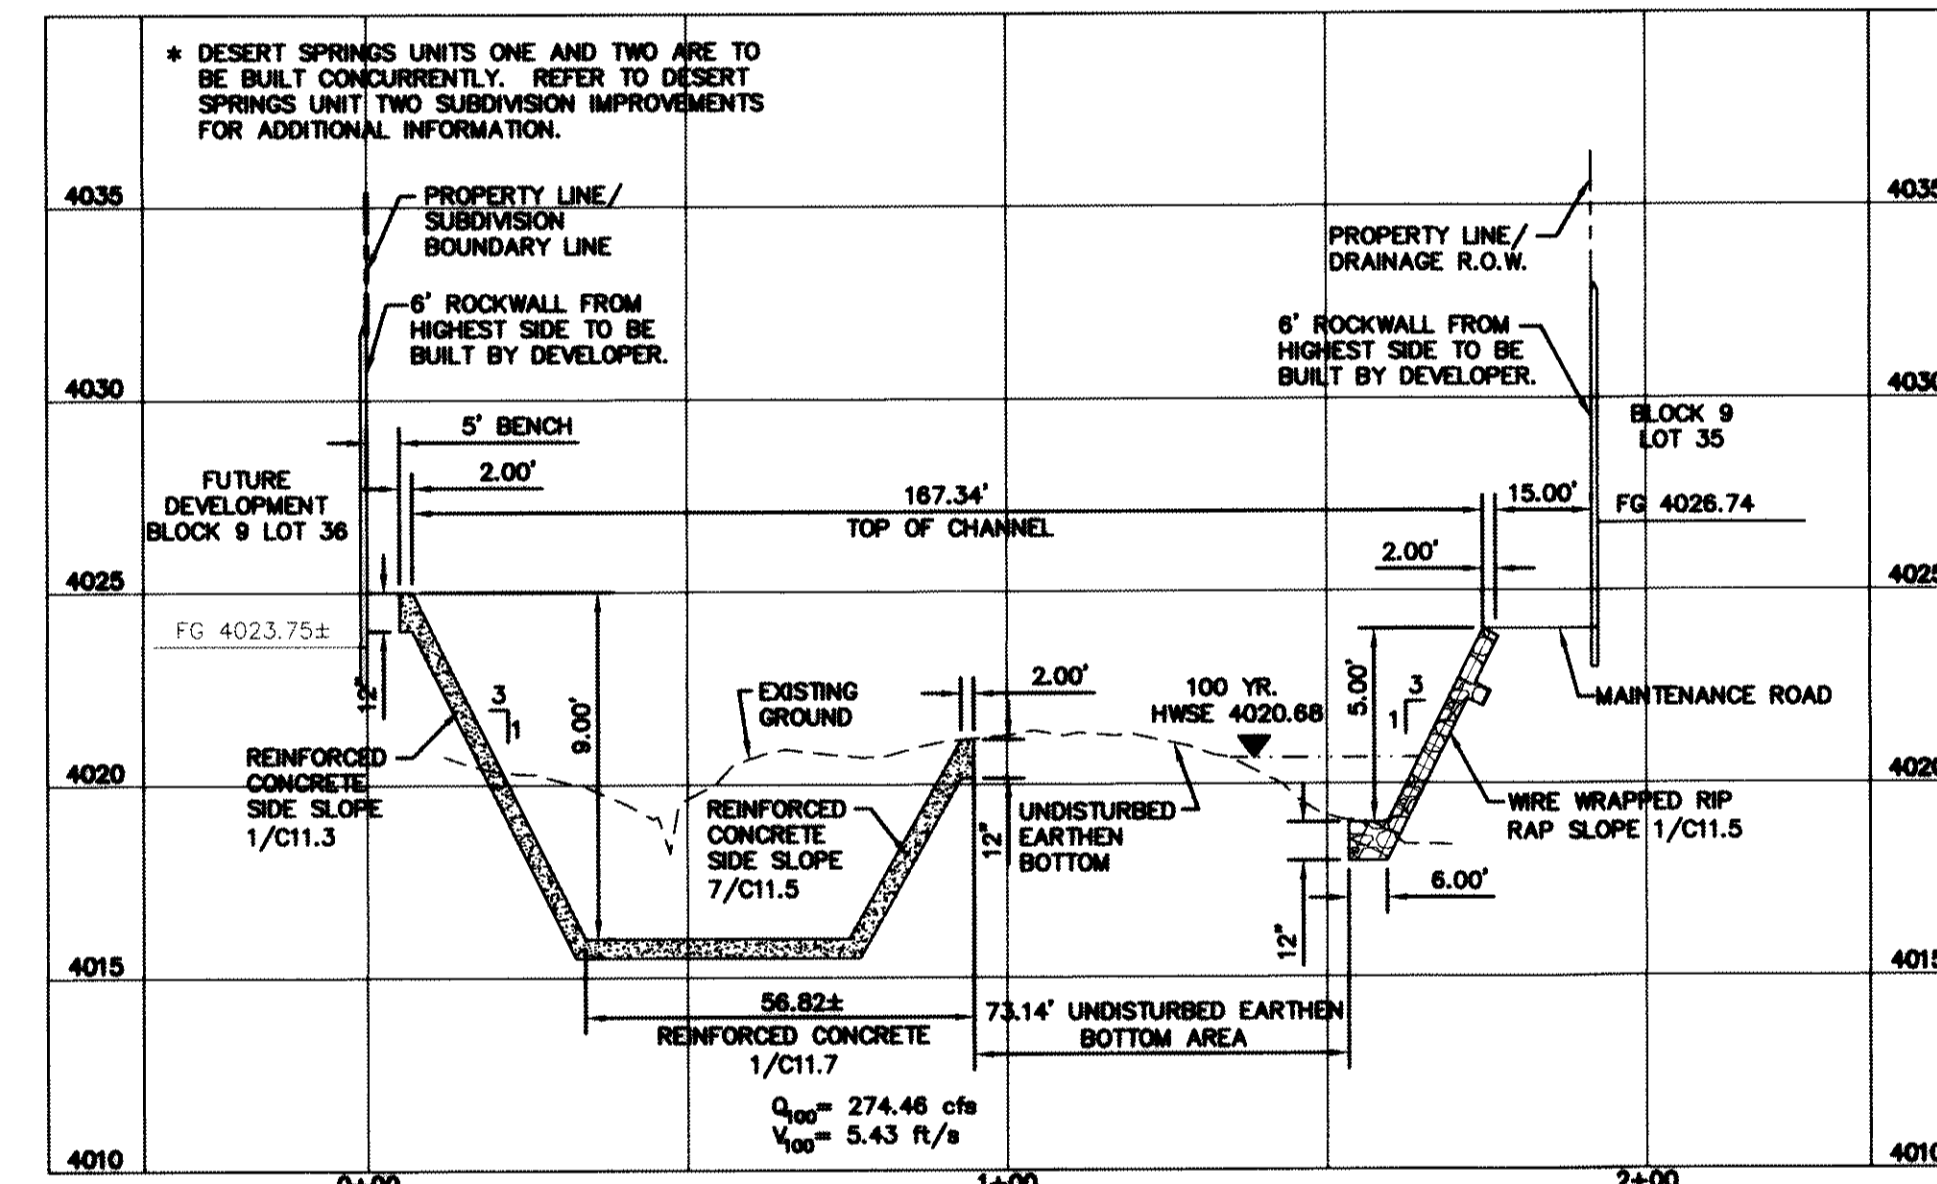 * DESERT SPRINGS UNITS ONE AND TWO ARE TO
BE BUILT CONCURRENTLY. REFER TO DESERT
SPRINGS UNIT TWO SUBDIVISION IMPROVEMENTS
FOR ADDITIONAL INFORMATION.
4035
PROPERTY LINE/
SUBDIVISION
BOUNDARY LINE
PROPERTY LINE/
DRAINAGE R.O.W.
4035
6' ROCKWALL FROM
HIGHEST SIDE TO BE
BUILT BY DEVELOPER.
6' ROCKWALL FROM
HIGHEST SIDE TO BE
BUILT BY DEVELOPER.
4030
4030
5' BENCH
BLOCK 9
LOT 35
FUTURE
DEVELOPMENT
BLOCK 9 LOT 36
2.00'
167.34'
TOP OF CHANNEL
15.00'
FG 4026.74
2.00'
4025
4025
FG 4023.75±
12"
9.00'
3
1
EXISTING
GROUND
2.00'
100 YR.
HWSE 4020.68
5.00'
3
1
MAINTENANCE ROAD
REINFORCED
CONCRETE
SIDE SLOPE
1/C11.3
4020
4020
REINFORCED
CONCRETE
SIDE SLOPE
7/C11.5
12"
UNDISTURBED
EARTHEN
BOTTOM
WIRE WRAPPED RIP
RAP SLOPE 1/C11.5
6.00'
12"
4015
4015
56.82±
REINFORCED CONCRETE
1/C11.7
73.14' UNDISTURBED EARTHEN
BOTTOM AREA
Q100= 274.46 cfs
V100= 5.43 ft/s
4010
4010
0+00
1+00
2+00